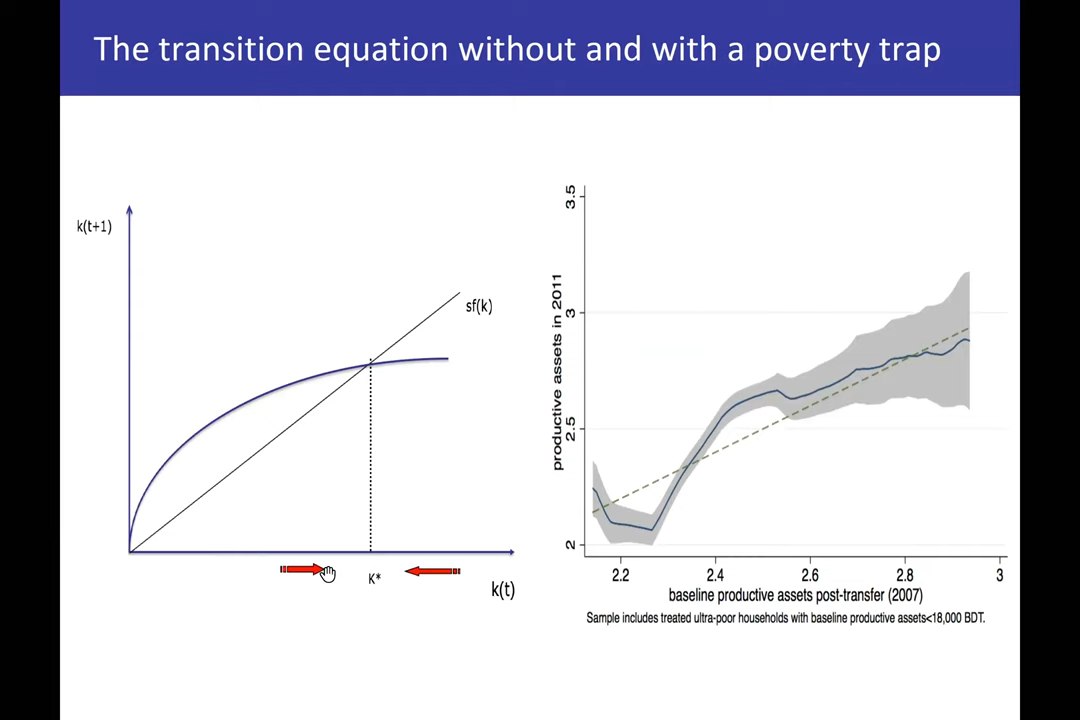 The transition equation without and with a poverty trap
k(t+1)
sf(k)
K*
k(t)
productive assets in 2011
3.5
3
2.5
2
2.2 2.4 2.6 2.8 3
baseline productive assets post-transfer (2007)
Sample includes treated ultra-poor households with baseline productive assets<18,000 BDT.